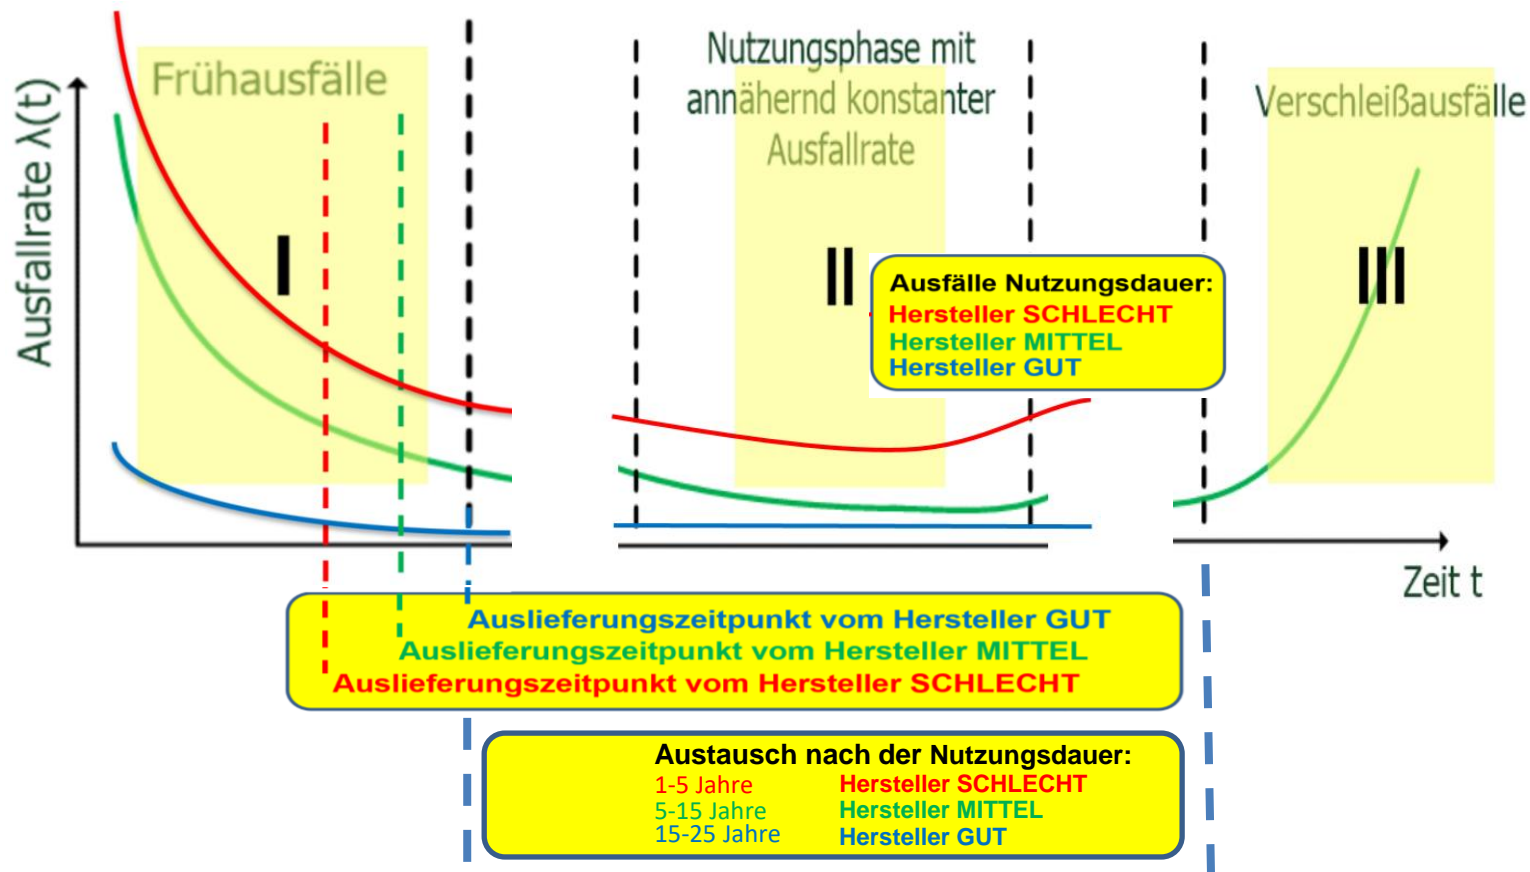 Frühausfälle
Nutzungsphase mit
annähernd konstanter
Ausfallrate
Verschleißausfälle
Ausfallrate λ(t)
I
II
III
Ausfälle Nutzungsdauer:
Hersteller SCHLECHT
Hersteller MITTEL
Hersteller GUT
Zeit t
Auslieferungszeitpunkt vom Hersteller GUT
Auslieferungszeitpunkt vom Hersteller MITTEL
Auslieferungszeitpunkt vom Hersteller SCHLECHT
Austausch nach der Nutzungsdauer:
1-5 Jahre Hersteller SCHLECHT
5-15 Jahre Hersteller MITTEL
15-25 Jahre Hersteller GUT